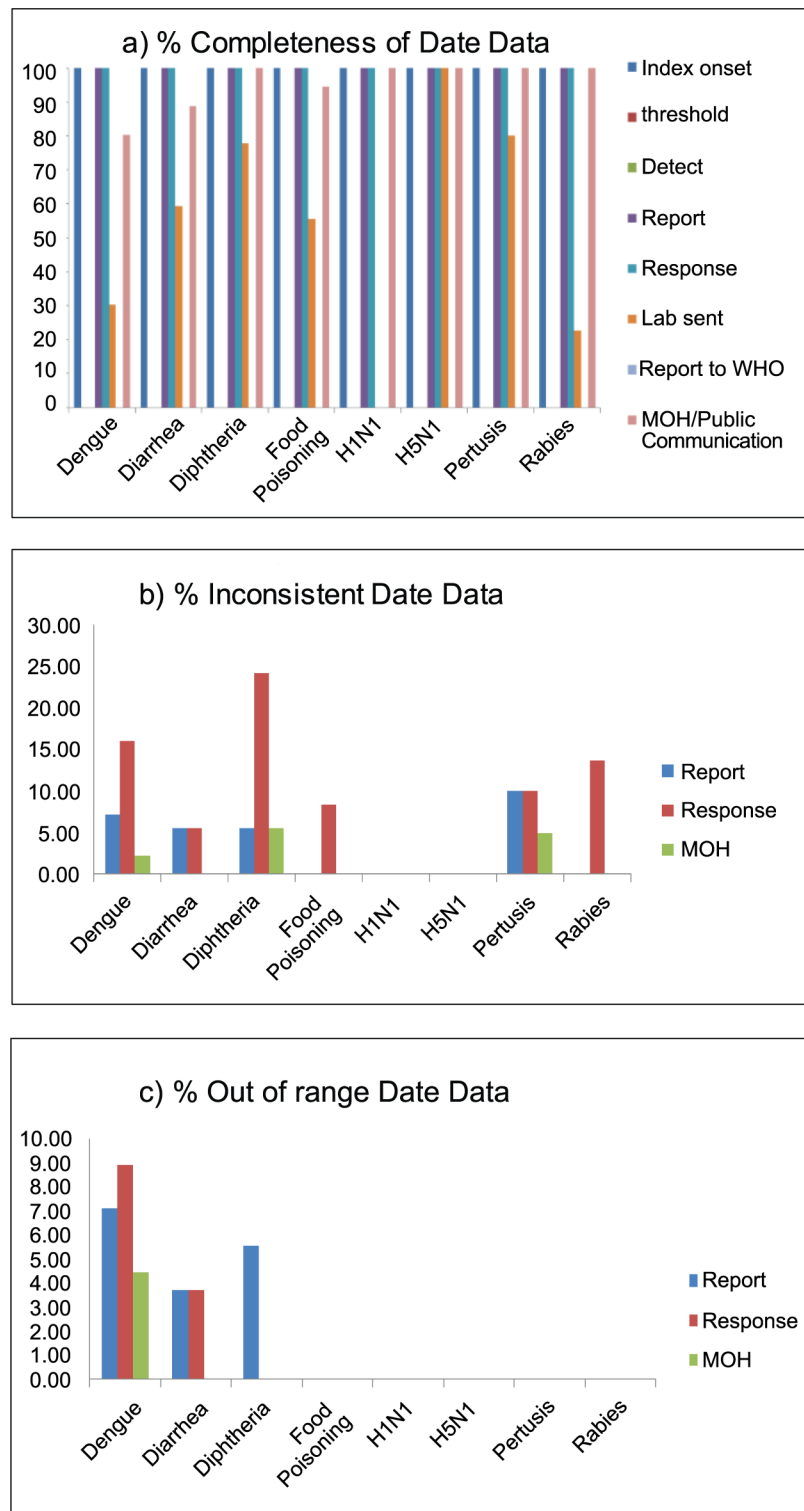 a) % Completeness of Date Data
100
90
80
70
60
50
40
30
20
10
0
Dengue
Diarrhea
Diphtheria
Food
Poisoning
H1N1
H5N1
Pertusis
Rabies
Index onset
threshold
Detect
Report
Response
Lab sent
Report to WHO
MOH/Public
Communication
b) % Inconsistent Date Data
30.00
25.00
20.00
15.00
10.00
5.00
0.00
Dengue
Diarrhea
Diphtheria
Food
Poisoning
H1N1
H5N1
Pertusis
Rabies
Report
Response
MOH
c) % Out of range Date Data
10.00
9.00
8.00
7.00
6.00
5.00
4.00
3.00
2.00
1.00
0.00
Dengue
Diarrhea
Diphtheria
Food
Poisoning
H1N1
H5N1
Pertusis
Rabies
Report
Response
MOH